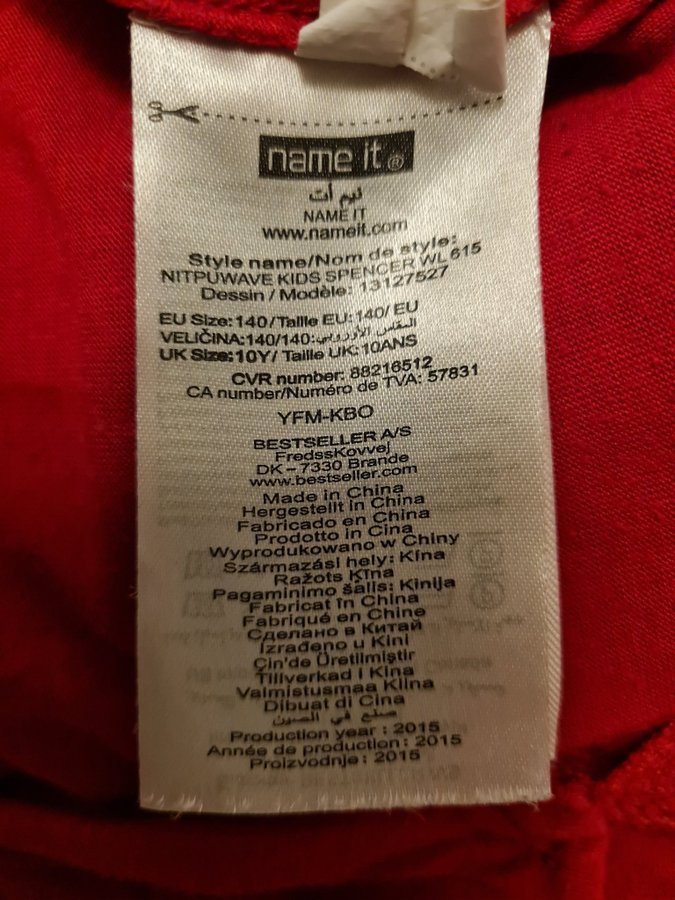 name it ®
نيم أت
NAME IT
www.nameit.com
Style name/Nom de style:
NITPUWAVE KIDS SPENCER WL 615
Dessin / Modèle: 13127527
EU Size:140/Taille EU:140/ EU
VELIČINA:140/140:المقاس الأوروبي
UK Size:10Y/ Taille UK:10ANS
CVR number: 88216512
CA number/Numéro de TVA: 57831
YFM-KBO
BESTSELLER A/S
FredssKovvej
DK – 7330 Brande
www.bestseller.com
Made in China
Hergestellt in China
Fabricado en China
Prodotto in Cina
Wyprodukowano w Chiny
Származási hely: Kína
Ražots Ķīna
Pagaminimo šalis: Kinija
Fabricat în China
Fabriqué en Chine
Сделано в Китай
Izrađeno u Kini
Çin'de Üretilmiştir
Tillverkad i Kina
Valmistusmaa Kiina
Dibuat di Cina
صنع في الصين
Production year : 2015
Année de production: 2015
Proizvodnje: 2015